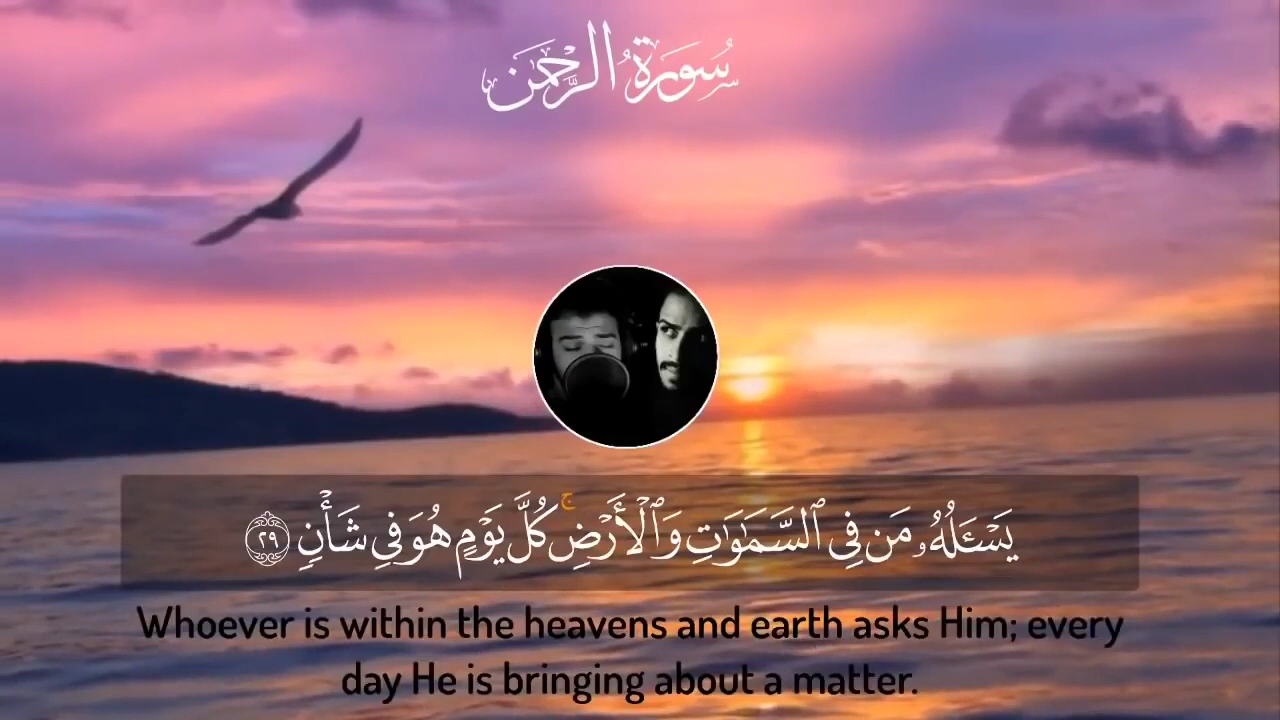 سُورَةُ الرَّحْمَٰن
يَسْـَٔلُهُۥ مَن فِى ٱلسَّمَـٰوَٰتِ وَٱلْأَرْضِ ۚ كُلَّ يَوْمٍ هُوَ فِى شَأْنٍ ٢٩
Whoever is within the heavens and earth asks Him; every
day He is bringing about a matter.